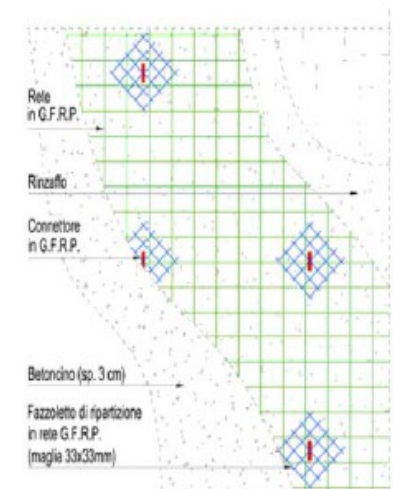 Rete
in G.F.R.P.
Rinzaffo
Connettore
in G.F.R.P.
Betoncino (sp. 3 cm)
Fazzoletto di ripartizione
in rete G.F.R.P.
(maglia 33x33mm)